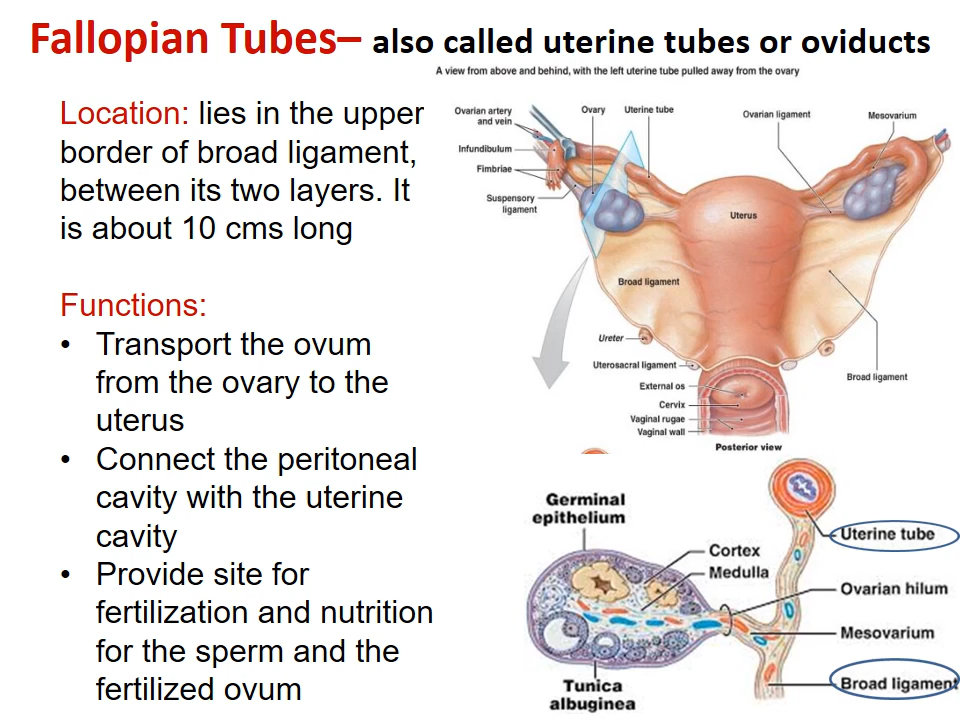 Fallopian Tubes– also called uterine tubes or oviducts
A view from above and behind, with the left uterine tube pulled away from the ovary
Location: lies in the upper
border of broad ligament,
between its two layers. It
is about 10 cms long
Functions:
• Transport the ovum
from the ovary to the
uterus
• Connect the peritoneal
cavity with the uterine
cavity
• Provide site for
fertilization and nutrition
for the sperm and the
fertilized ovum
Ovarian artery
and vein
Ovary
Uterine tube
Ovarian ligament
Mesovarium
Infundibulum
Fimbriae
Suspensory
ligament
Uterus
Broad ligament
Ureter
Uterosacral ligament
Broad ligament
External os
Cervix
Vaginal rugae
Vaginal wall
Posterior view
Germinal
epithelium
Cortex
Medulla
Uterine tube
Ovarian hilum
Mesovarium
Broad ligament
Tunica
albuginea